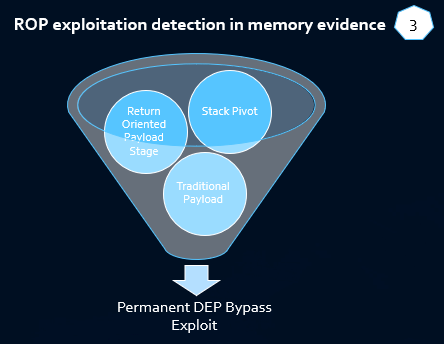 ROP exploitation detection in memory evidence 3
Return
Oriented
Payload
Stage
Stack Pivot
Traditional
Payload
Permanent DEP Bypass
Exploit